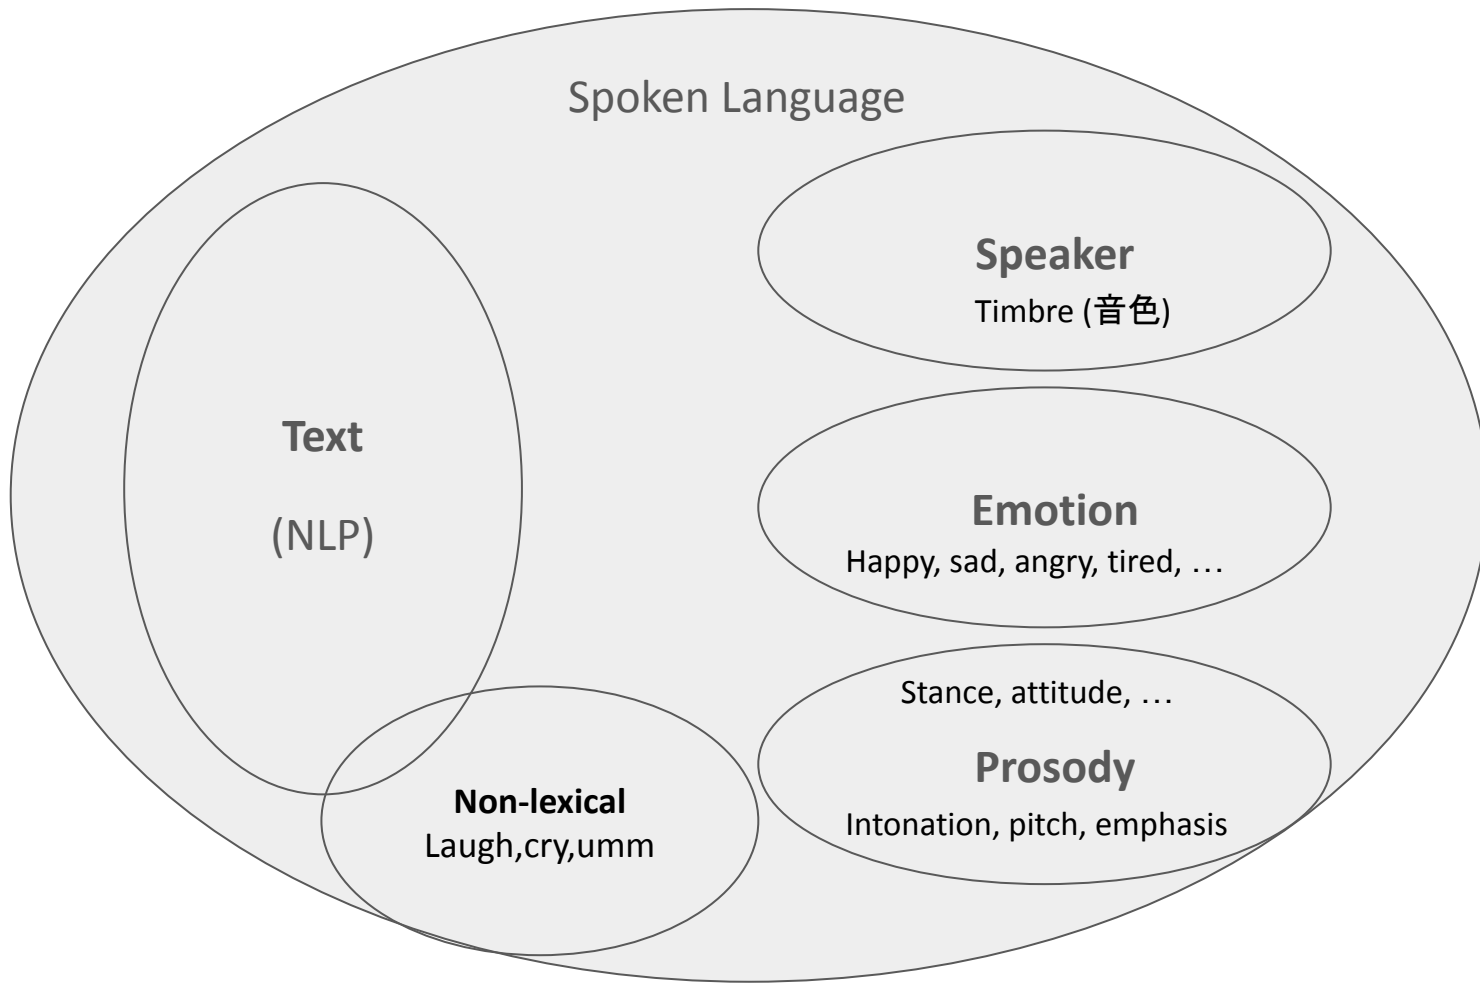 Spoken Language
Text
(NLP)
Non-lexical
Laugh,cry,umm
Speaker
Timbre (音色)
Emotion
Happy, sad, angry, tired, …
Stance, attitude, …
Prosody
Intonation, pitch, emphasis